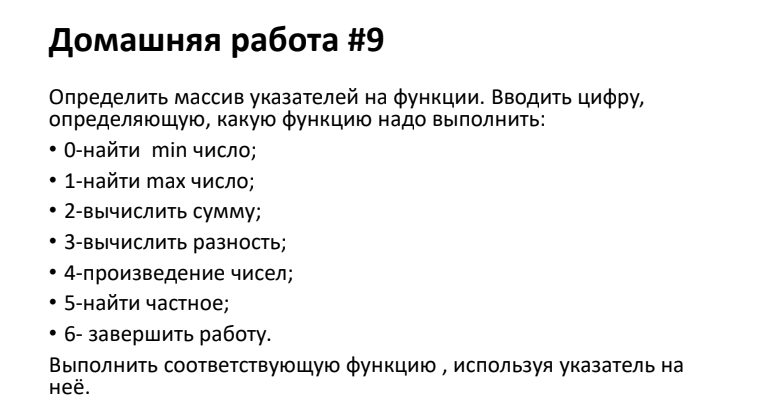 Домашняя работа #9
Определить массив указателей на функции. Вводить цифру,
определяющую, какую функцию надо выполнить:
• 0-найти  min число;
• 1-найти max число;
• 2-вычислить сумму;
• 3-вычислить разность;
• 4-произведение чисел;
• 5-найти частное;
• 6- завершить работу.
Выполнить соответствующую функцию , используя указатель на
неё.